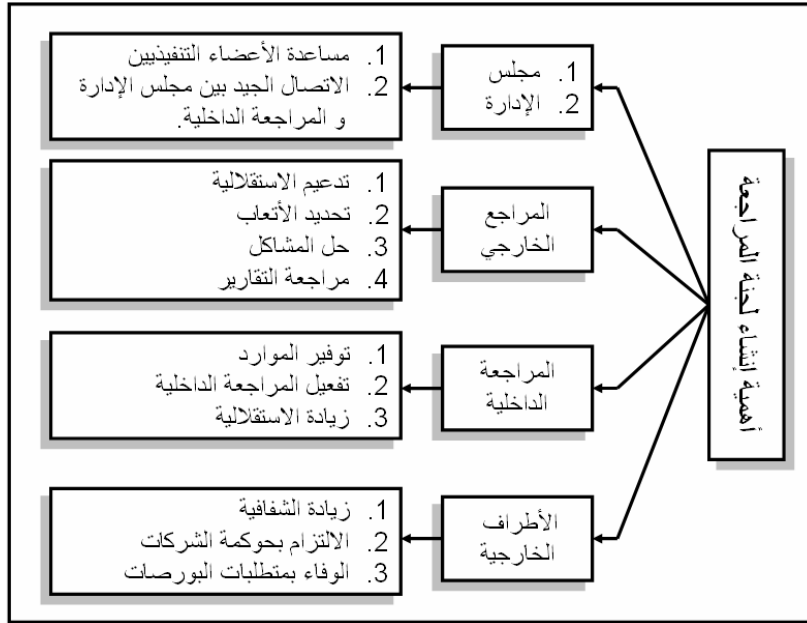 أهمية إنشاء لجنة المراجعة
1. مجلس
2. الإدارة
1. مساعدة الأعضاء التنفيذيين
2. الاتصال الجيد بين مجلس الإدارة
و المراجعة الداخلية.
المراجع
الخارجي
1. تدعيم الاستقلالية
2. تحديد الأتعاب
3. حل المشاكل
4. مراجعة التقارير
المراجعة
الداخلية
1. توفير الموارد
2. تفعيل المراجعة الداخلية
3. زيادة الاستقلالية
الأطراف
الخارجية
1. زيادة الشفافية
2. الالتزام بحوكمة الشركات
3. الوفاء بمتطلبات البورصات